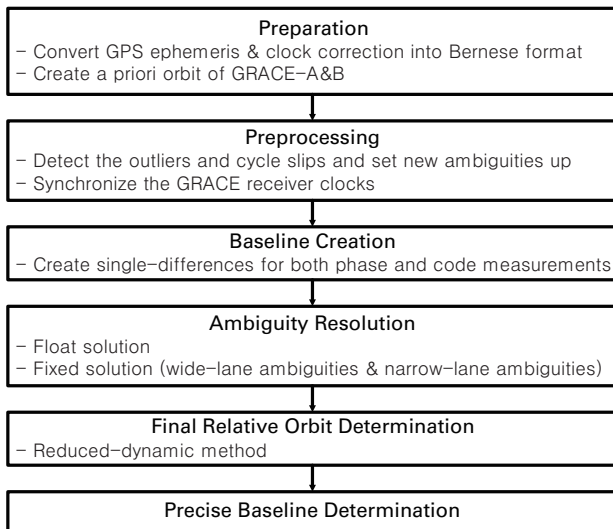 Preparation
− Convert GPS ephemeris & clock correction into Bernese format
− Create a priori orbit of GRACE−A&B
Preprocessing
− Detect the outliers and cycle slips and set new ambiguities up
− Synchronize the GRACE receiver clocks
Baseline Creation
− Create single−differences for both phase and code measurements
Ambiguity Resolution
− Float solution
− Fixed solution (wide−lane ambiguities & narrow−lane ambiguities)
Final Relative Orbit Determination
− Reduced−dynamic method
Precise Baseline Determination